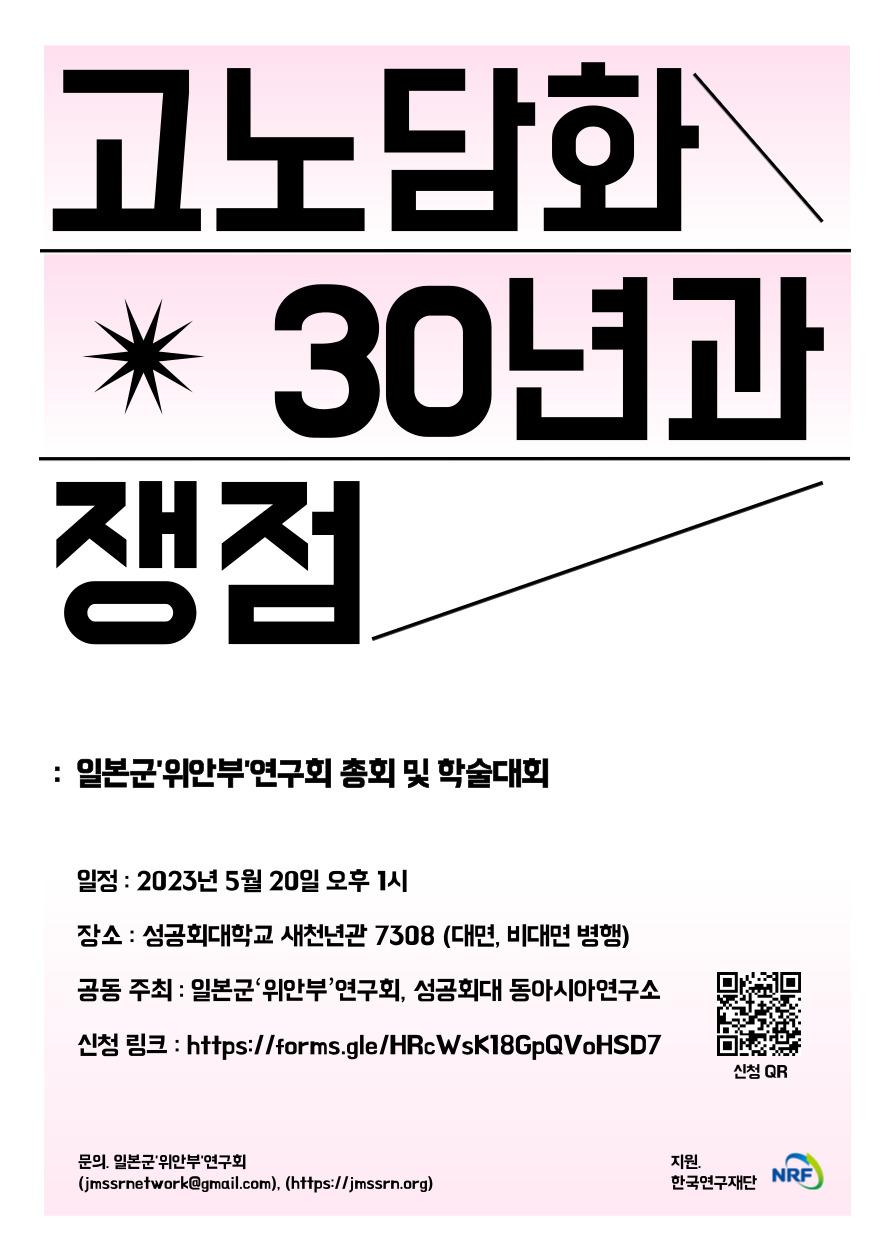 고노담화
30년과
쟁점
: 일본군'위안부'연구회 총회 및 학술대회
일정 : 2023년 5월 20일 오후 1시
장소 : 성공회대학교 새천년관 7308 (대면, 비대면 병행)
공동 주최 : 일본군‘위안부’연구회, 성공회대 동아시아연구소
신청 링크 : https://forms.gle/HRcWsK18GpQVoHSD7
신청 QR
문의. 일본군'위안부'연구회
(jmssrnetwork@gmail.com), (https://jmssrn.org)
지원.
한국연구재단
NRF